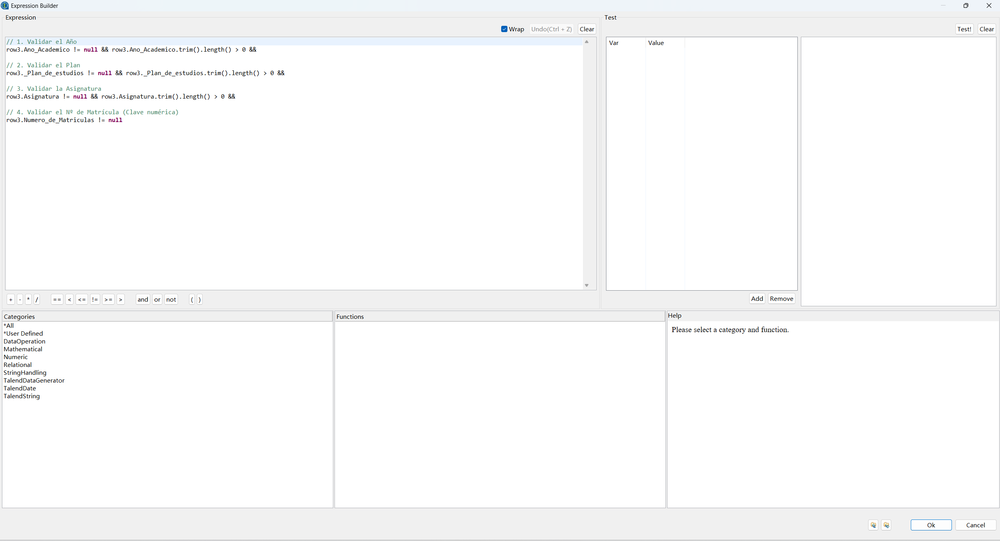 Expression Builder
Expression
Wrap
Undo(Ctrl + Z)
Clear
// 1. Validar el Año
row3.Ano_Academico != null && row3.Ano_Academico.trim().length() > 0 &&
// 2. Validar el Plan
row3._Plan_de_estudios != null && row3._Plan_de_estudios.trim().length() > 0 &&
// 3. Validar la Asignatura
row3.Asignatura != null && row3.Asignatura.trim().length() > 0 &&
// 4. Validar el Nº de Matrícula (Clave numérica)
row3.Numero_de_Matriculas != null
+ - * / == < <= != >= > and or not ( )
Test
Test!
Clear
Var Value
Add
Remove
Categories
*All
*User Defined
DataOperation
Mathematical
Numeric
Relational
StringHandling
TalendDataGenerator
TalendDate
TalendString
Functions
Help
Please select a category and function.
Ok
Cancel